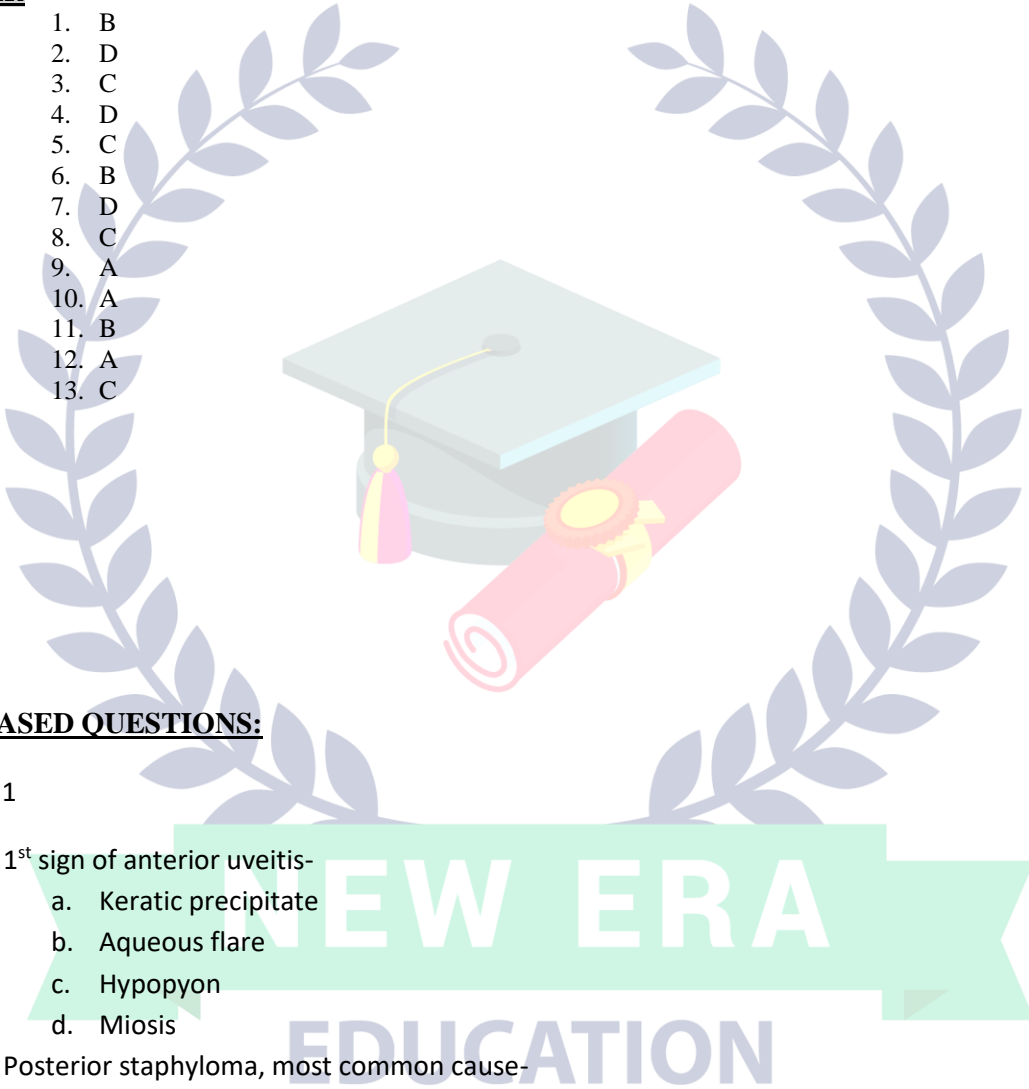 1. B
2. D
3. C
4. D
5. C
6. B
7. D
8. C
9. A
10. A
11. B
12. A
13. C
ASED QUESTIONS:
1
1st sign of anterior uveitis-
a. Keratic precipitate
b. Aqueous flare
c. Hypopyon
d. Miosis
NEW ERA
EDUCATION
Posterior staphyloma, most common cause-